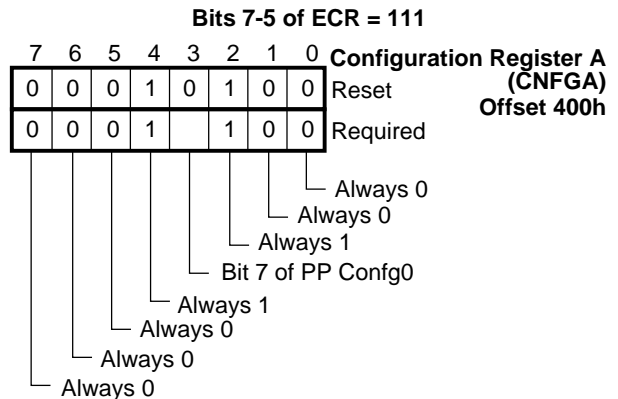 Bits 7-5 of ECR = 111
7 6 5 4 3 2 1 0 Configuration Register A
(CNFGA)
Offset 400h
0 0 0 1 0 1 0 0 Reset
0 0 0 1 1 0 0 Required
Always 0
Always 0
Always 1
Bit 7 of PP Confg0
Always 1
Always 0
Always 0
Always 0